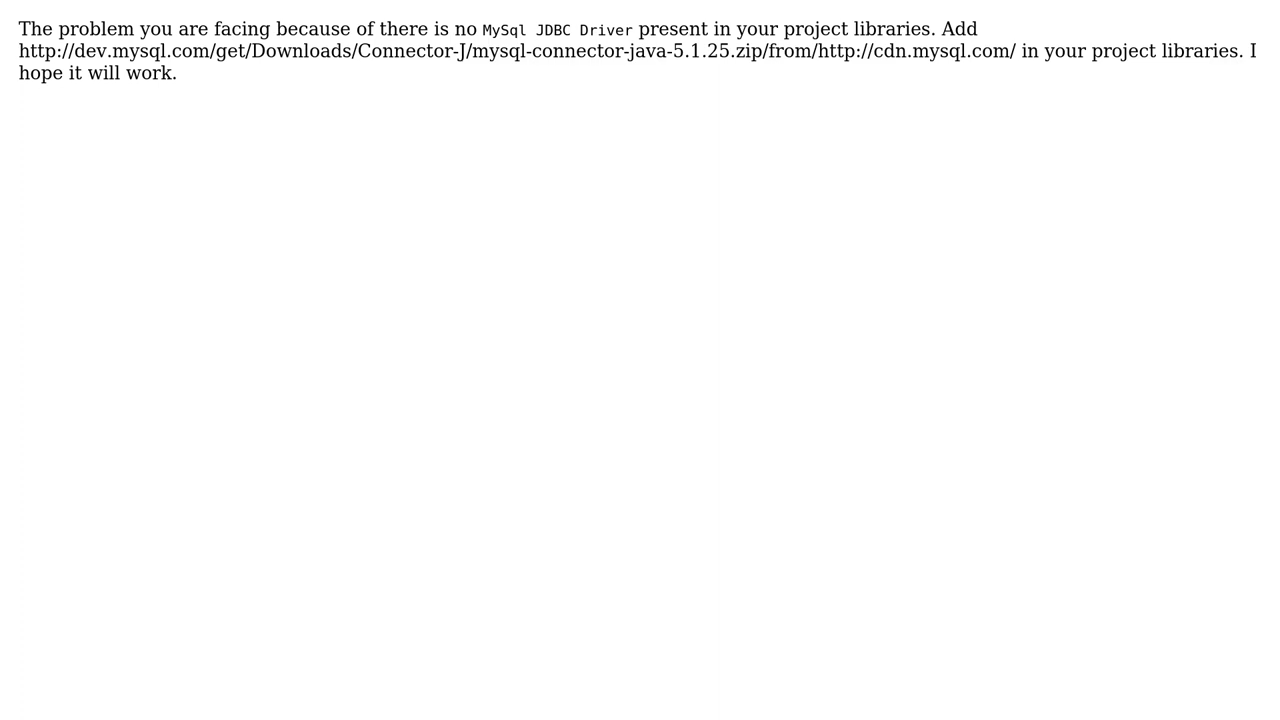 The problem you are facing because of there is no MySql JDBC Driver present in your project libraries. Add
http://dev.mysql.com/get/Downloads/Connector-J/mysql-connector-java-5.1.25.zip/from/http://cdn.mysql.com/ in your project libraries. I
hope it will work.